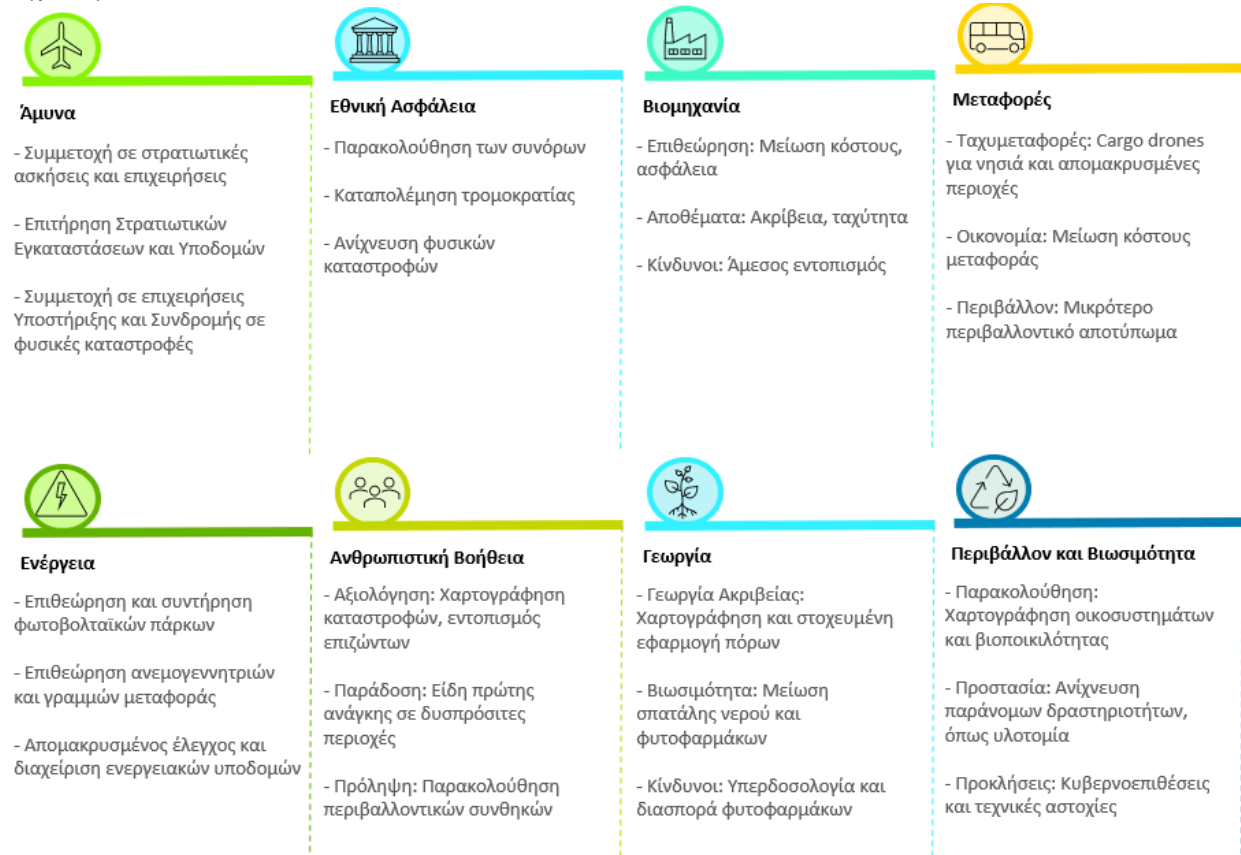 Άμυνα
- Συμμετοχή σε στρατιωτικές
ασκήσεις και επιχειρήσεις
- Επιτήρηση Στρατιωτικών
Εγκαταστάσεων και Υποδομών
- Συμμετοχή σε επιχειρήσεις
Υποστήριξης και Συνδρομής σε
φυσικές καταστροφές
Εθνική Ασφάλεια
- Παρακολούθηση των συνόρων
- Καταπολέμηση τρομοκρατίας
- Ανίχνευση φυσικών
καταστροφών
Βιομηχανία
- Επιθεώρηση: Μείωση κόστους,
ασφάλεια
- Αποθέματα: Ακρίβεια, ταχύτητα
- Κίνδυνοι: Άμεσος εντοπισμός
Μεταφορές
- Ταχυμεταφορές: Cargo drones
για νησιά και απομακρυσμένες
περιοχές
- Οικονομία: Μείωση κόστους
μεταφοράς
- Περιβάλλον: Μικρότερο
περιβαλλοντικό αποτύπωμα
Ενέργεια
- Επιθεώρηση και συντήρηση
φωτοβολταϊκών πάρκων
- Επιθεώρηση ανεμογεννητριών
και γραμμών μεταφοράς
- Απομακρυσμένος έλεγχος και
διαχείριση ενεργειακών υποδομών
Ανθρωπιστική Βοήθεια
- Αξιολόγηση: Χαρτογράφηση
καταστροφών, εντοπισμός
επιζώντων
- Παράδοση: Είδη πρώτης
ανάγκης σε δυσπρόσιτες
περιοχές
- Πρόληψη: Παρακολούθηση
περιβαλλοντικών συνθηκών
Γεωργία
- Γεωργία Ακριβείας:
Χαρτογράφηση και στοχευμένη
εφαρμογή πόρων
- Βιωσιμότητα: Μείωση
σπατάλης νερού και
φυτοφαρμάκων
- Κίνδυνοι: Υπερδοσολογία και
διασπορά φυτοφαρμάκων
Περιβάλλον και Βιωσιμότητα
- Παρακολούθηση:
Χαρτογράφηση οικοσυστημάτων
και βιοποικιλότητας
- Προστασία: Ανίχνευση
παράνομων δραστηριοτήτων,
όπως υλοτομία
- Προκλήσεις: Κυβερνοεπιθέσεις
και τεχνικές αστοχίες